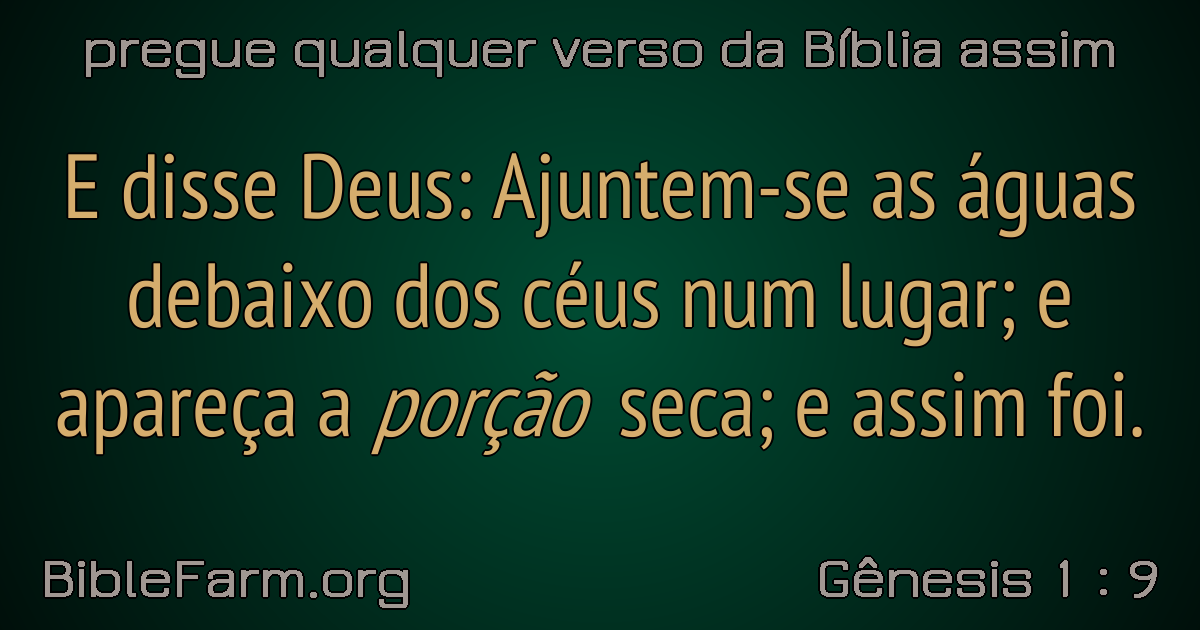 pregue qualquer verso da Bíblia assim
E disse Deus: Ajuntem-se as águas
debaixo dos céus num lugar; e
apareça a porção seca; e assim foi.
BibleFarm.org
Gênesis 1 : 9